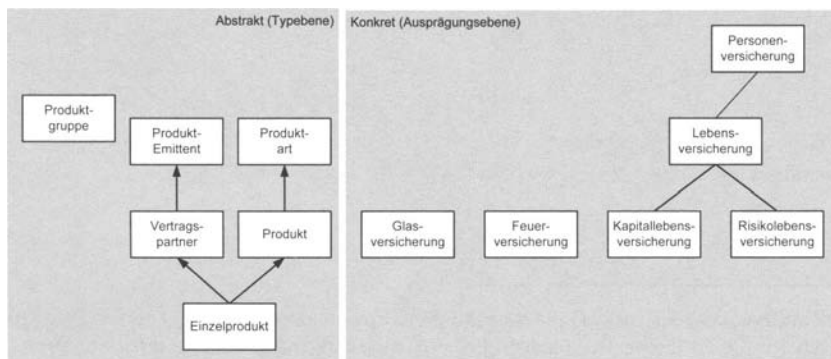 Abstrakt (Typebene)
Konkret (Ausprägungsebene)
Personen-
versicherung
Produkt-
gruppe
Produkt-
Emittent
Produkt-
art
Lebens-
versicherung
Vertrags-
partner
Produkt
Glas-
versicherung
Feuer-
versicherung
Kapitallebens-
versicherung
Risikolebens-
versicherung
Einzelprodukt